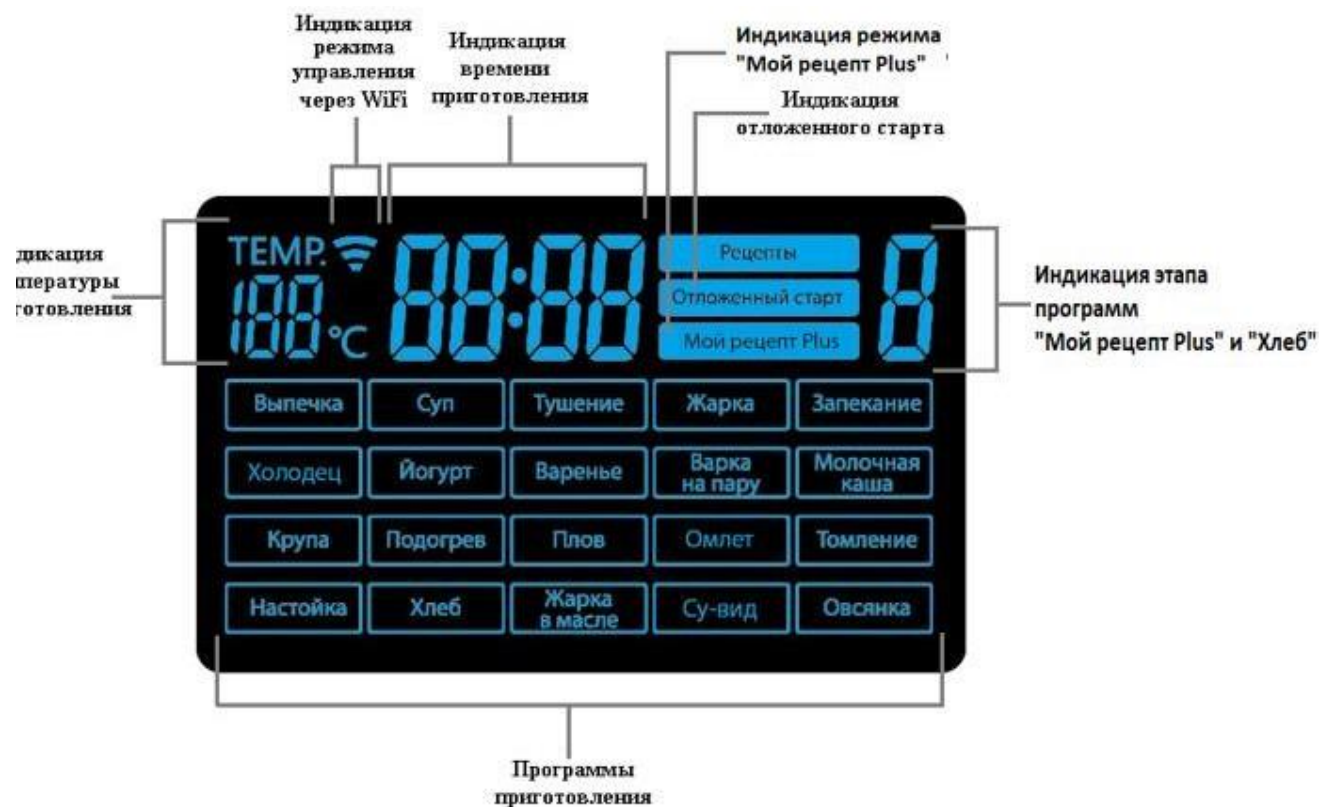 Индикация
режима
управления
через WiFi
Индикация
времени
приготовления
Индикация режима
"Мой рецепт Plus"
Индикация
отложенного старта
дикация
пературы
готовления
TEMP.
188 °C
88:88
Рецепты
Отложенный старт
Мой рецепт Plus
8
Индикация этапа
программ
"Мой рецепт Plus" и "Хлеб"
Выпечка Суп Тушение Жарка Запекание
Холодец Йогурт Варенье Варка на пару Молочная каша
Крупа Подогрев Плов Омлет Томление
Настойка Хлеб Жарка в масле Су-вид Овсянка
Программы
приготовления